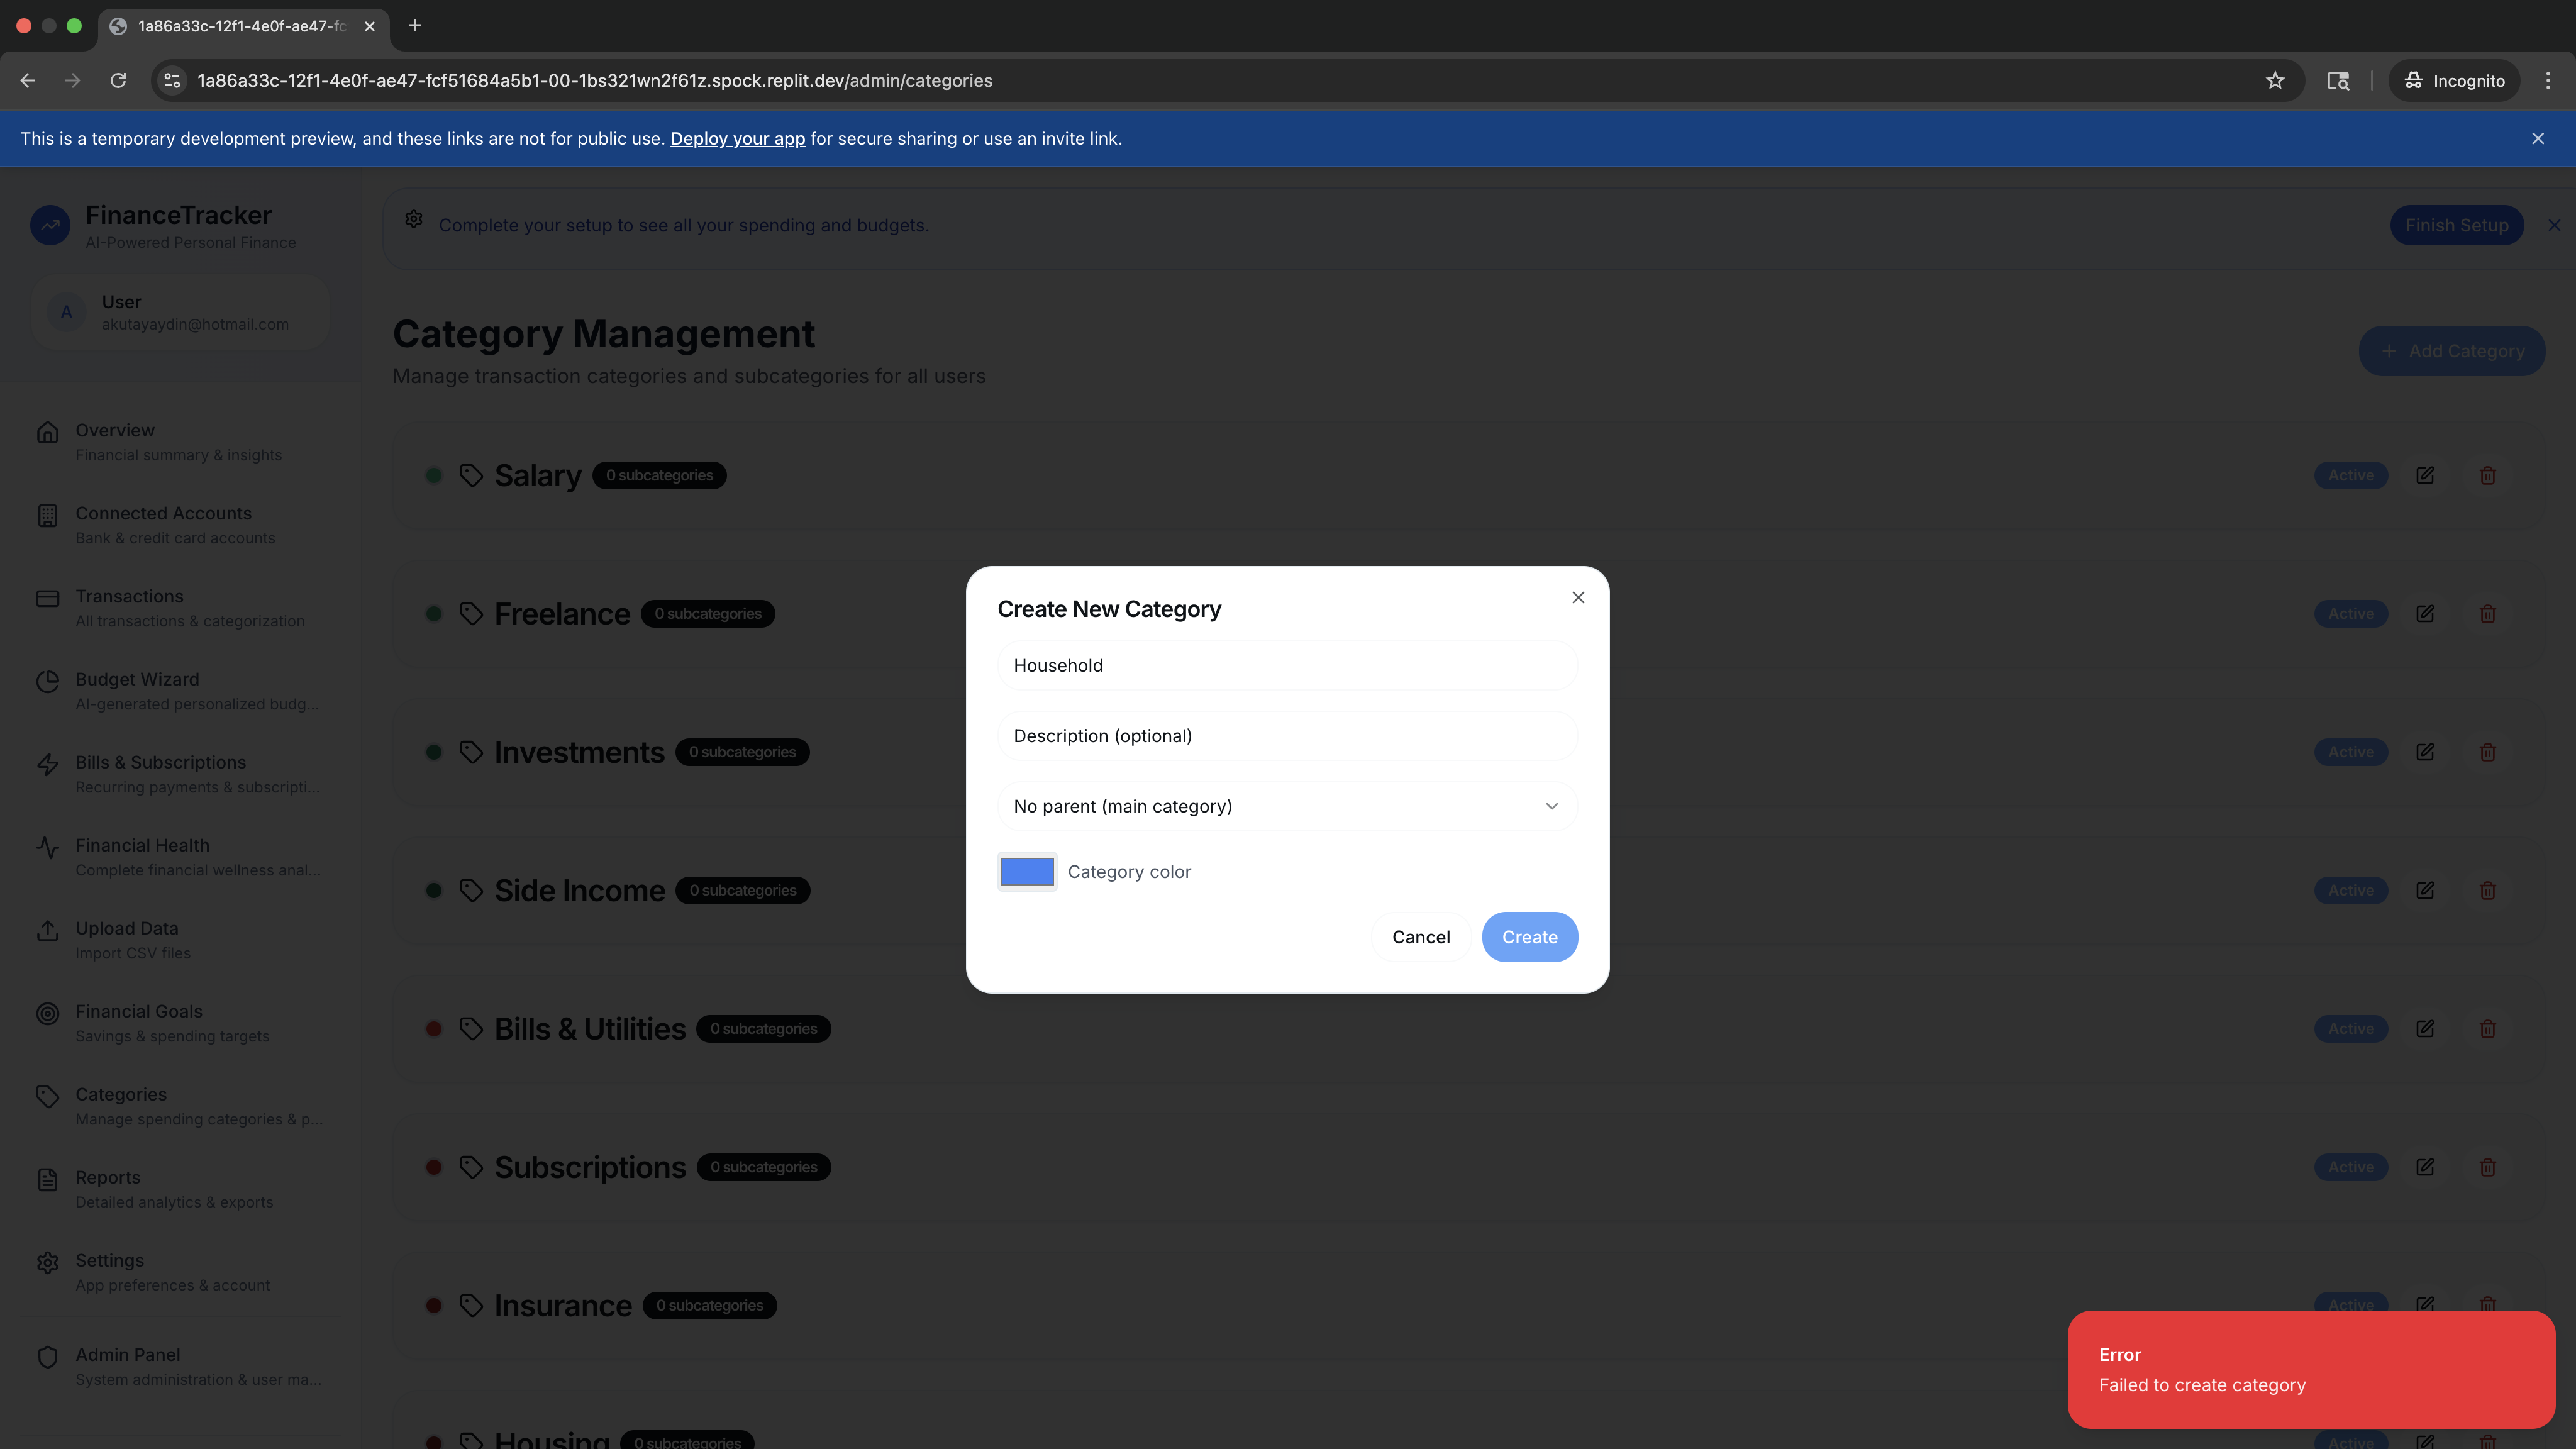 1a86a33c-12f1-4e0f-ae47-fc
1a86a33c-12f1-4e0f-ae47-fcf51684a5b1-00-1bs321wn2f61z.spock.replit.dev/admin/categories
Incognito
This is a temporary development preview, and these links are not for public use. Deploy your app for secure sharing or use an invite link.
FinanceTracker
AI-Powered Personal Finance
A
User
akutayaydin@hotmail.com
Overview
Financial summary & insights
Connected Accounts
Bank & credit card accounts
Transactions
All transactions & categorization
Budget Wizard
AI-generated personalized budg...
Bills & Subscriptions
Recurring payments & subscripti...
Financial Health
Complete financial wellness anal...
Upload Data
Import CSV files
Financial Goals
Savings & spending targets
Categories
Manage spending categories & p...
Reports
Detailed analytics & exports
Settings
App preferences & account
Admin Panel
System administration & user ma...
Complete your setup to see all your spending and budgets.
Finish Setup
Category Management
Manage transaction categories and subcategories for all users
Add Category
Salary 0 subcategories Active
Freelance 0 subcategories Active
Investments 0 subcategories Active
Side Income 0 subcategories Active
Bills & Utilities 0 subcategories Active
Subscriptions 0 subcategories Active
Insurance 0 subcategories Active
Housing 0 subcategories Active
Create New Category
Household
Description (optional)
No parent (main category)
Category color
Cancel
Create
Error
Failed to create category